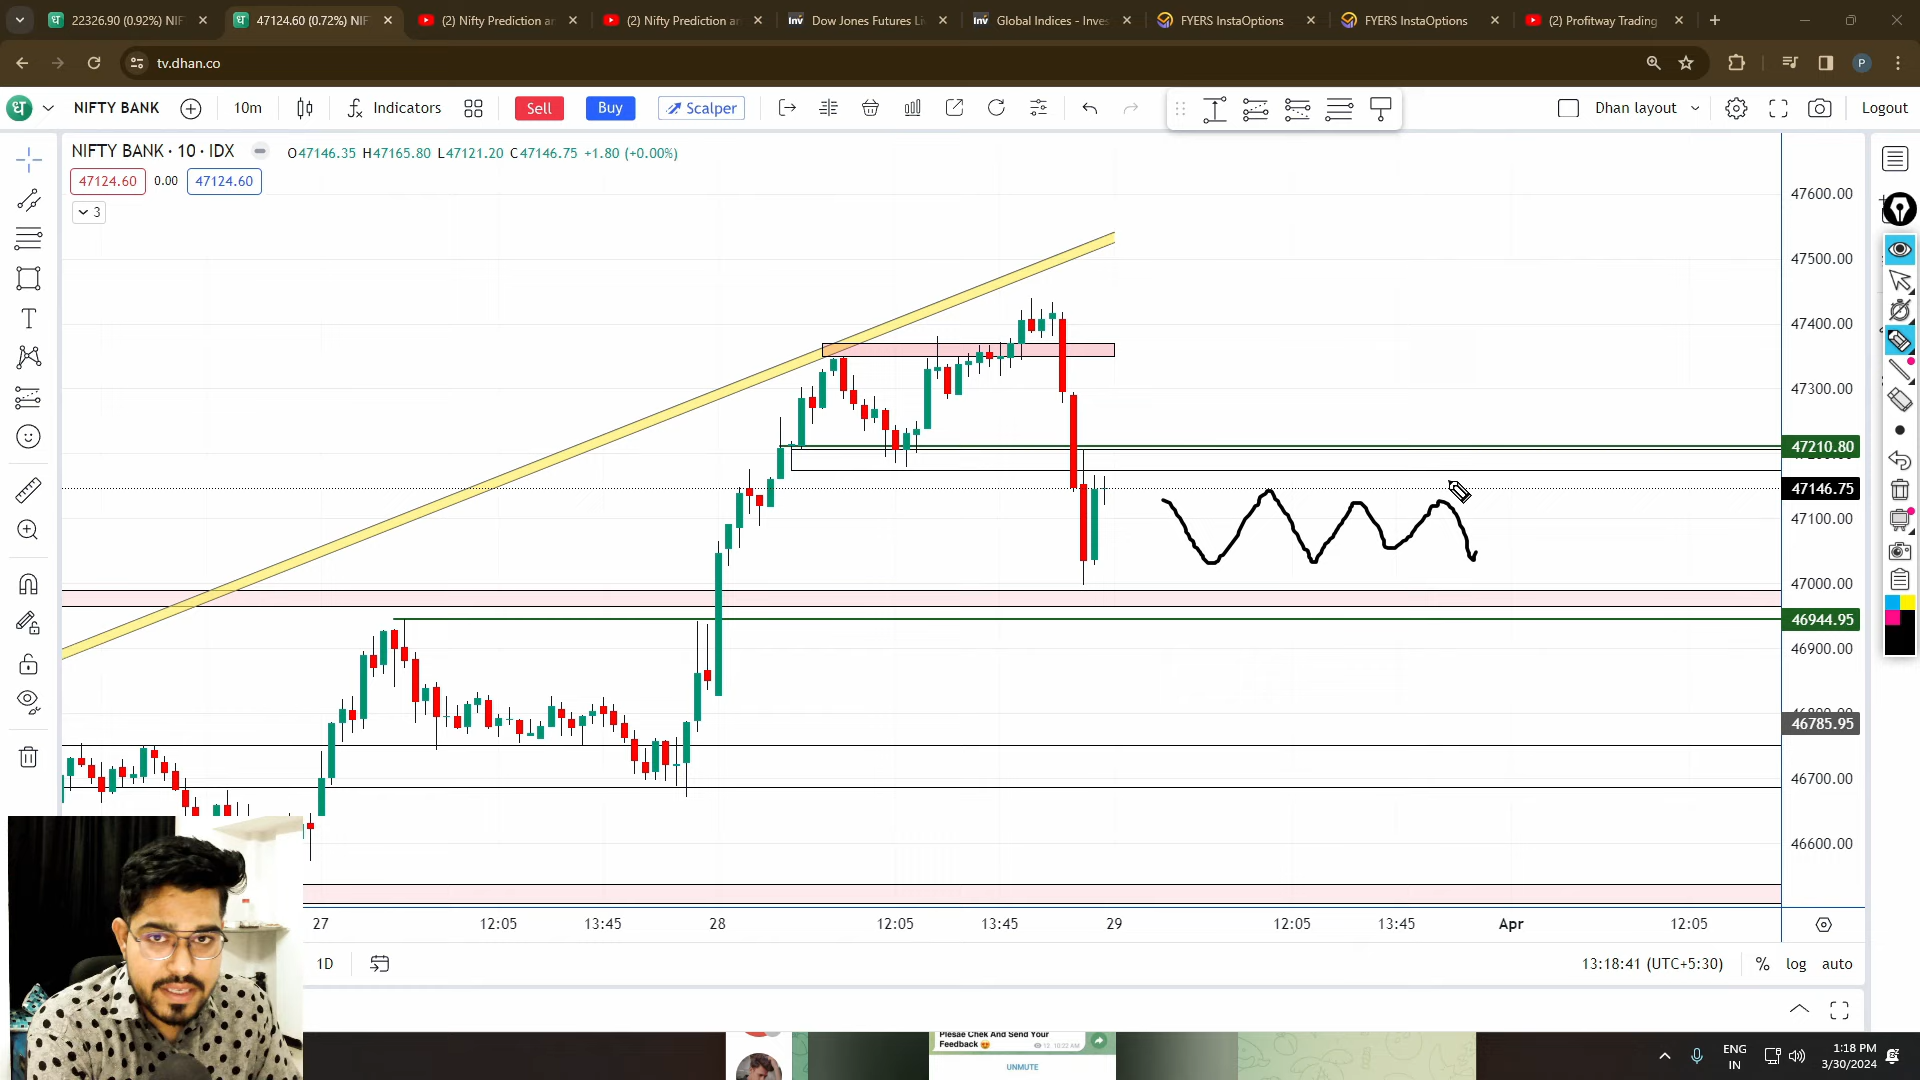 22326.90 (0.92%) NIF
47124.60 (0.72%) NIF
(2) Nifty Prediction an
(2) Nifty Prediction an
Dow Jones Futures Li
Global Indices - Inves
FYERS InstaOptions
FYERS InstaOptions
(2) Profitway Trading
tv.dhan.co
P
NIFTY BANK
10m
Indicators
Sell
Buy
Scalper
Dhan layout
Logout
NIFTY BANK · 10 · IDX
O47146.35 H47165.80 L47121.20 C47146.75 +1.80 (+0.00%)
47124.60
0.00
47124.60
3
47600.00
47500.00
47400.00
47300.00
47210.80
47146.75
47100.00
47000.00
46944.95
46900.00
46785.95
46700.00
46600.00
27
12:05
13:45
28
12:05
13:45
29
12:05
13:45
Apr
12:05
1D
13:18:41 (UTC+5:30)
%
log
auto
Plesae Chek And Send Your
Feedback
10:22 AM
UNMUTE
ENG
IN
1:18 PM
3/30/2024